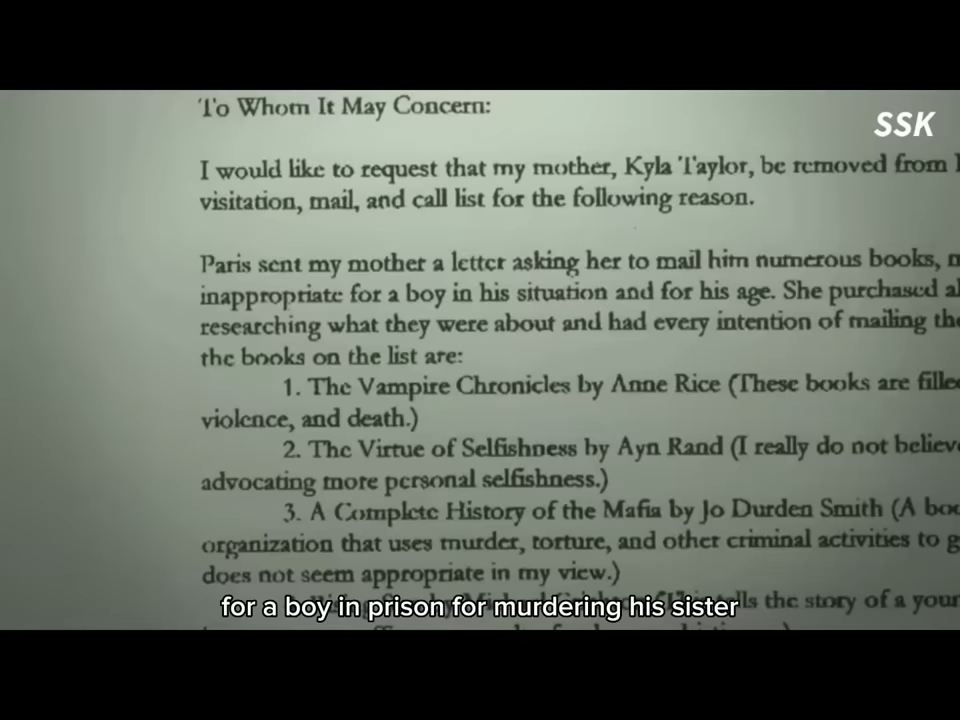 To Whom It May Concern:
SSK
I would like to request that my mother, Kyla Taylor, be removed from
visitation, mail, and call list for the following reason.
Paris sent my mother a letter asking her to mail him numerous books,
inappropriate for a boy in his situation and for his age. She purchased
researching what they were about and had every intention of mailing
the books on the list are:
1. The Vampire Chronicles by Anne Rice (These books are
violence, and death.)
2. The Virtue of Selfishness by Ayn Rand (I really do not
advocating more personal selfishness.)
3. A Complete History of the Mafia by Jo Durden Smith (A
organization that uses murder, torture, and other criminal activities to
does not seem appropriate in my view.)
tells the story of a
for a boy in prison for murdering his sister